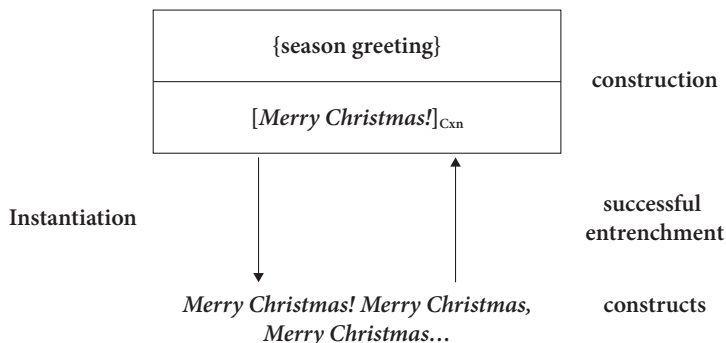 {season greeting}
construction
[Merry Christmas!]Cxn
Instantiation
successful
entrenchment
Merry Christmas! Merry Christmas,
Merry Christmas…
constructs